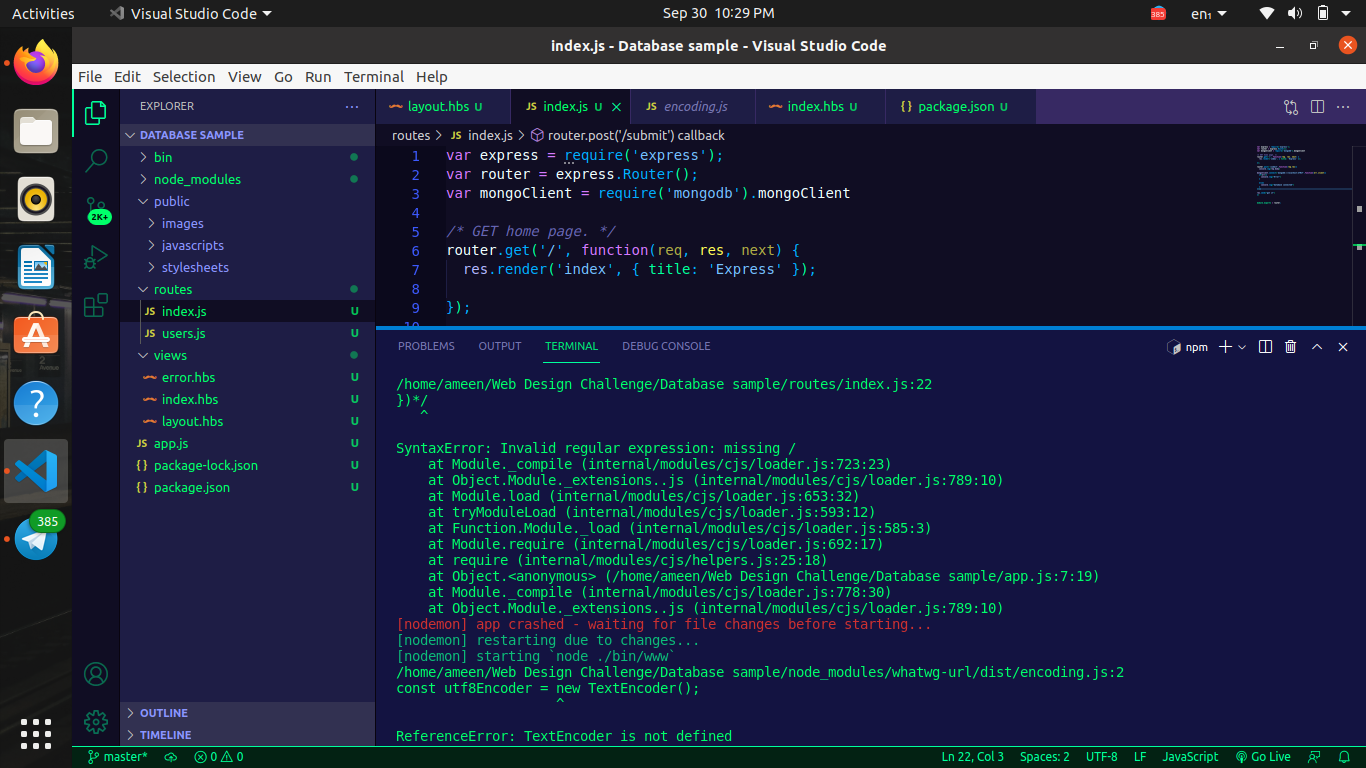 Activities Visual Studio Code Sep 30 10:29 PM 385 en₁
index.js - Database sample - Visual Studio Code
File Edit Selection View Go Run Terminal Help
EXPLORER ... layout.hbs U JS index.js U JS encoding.js index.hbs U {} package.json U ...
DATABASE SAMPLE
bin
node_modules
public
images
javascripts
stylesheets
routes
JS index.js U
JS users.js U
views
error.hbs U
index.hbs U
layout.hbs U
JS app.js U
{} package-lock.json U
{} package.json U
OUTLINE
TIMELINE
2K+
385
routes > JS index.js > router.post('/submit') callback
1 var express = require('express');
2 var router = express.Router();
3 var mongoClient = require('mongodb').mongoClient
4
5 /* GET home page. */
6 router.get('/', function(req, res, next) {
7 res.render('index', { title: 'Express' });
8
9 });
10
PROBLEMS OUTPUT TERMINAL DEBUG CONSOLE npm
/home/ameen/Web Design Challenge/Database sample/routes/index.js:22
})*/
^
SyntaxError: Invalid regular expression: missing /
at Module._compile (internal/modules/cjs/loader.js:723:23)
at Object.Module._extensions..js (internal/modules/cjs/loader.js:789:10)
at Module.load (internal/modules/cjs/loader.js:653:32)
at tryModuleLoad (internal/modules/cjs/loader.js:593:12)
at Function.Module._load (internal/modules/cjs/loader.js:585:3)
at Module.require (internal/modules/cjs/loader.js:692:17)
at require (internal/modules/cjs/helpers.js:25:18)
at Object.<anonymous> (/home/ameen/Web Design Challenge/Database sample/app.js:7:19)
at Module._compile (internal/modules/cjs/loader.js:778:30)
at Object.Module._extensions..js (internal/modules/cjs/loader.js:789:10)
[nodemon] app crashed - waiting for file changes before starting...
[nodemon] restarting due to changes...
[nodemon] starting `node ./bin/www`
/home/ameen/Web Design Challenge/Database sample/node_modules/whatwg-url/dist/encoding.js:2
const utf8Encoder = new TextEncoder();
^
ReferenceError: TextEncoder is not defined
master* 0 0 Ln 22, Col 3 Spaces: 2 UTF-8 LF JavaScript Go Live